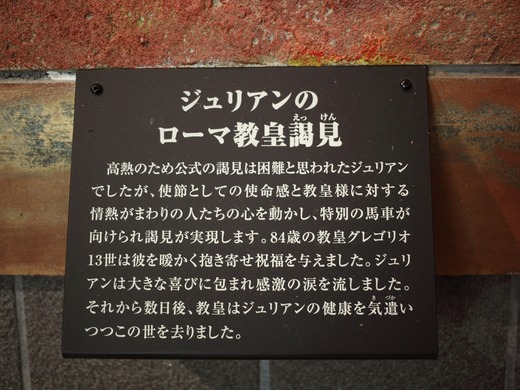 ジュリアンの
ローマ教皇謁見
えっ けん
高熱のため公式の謁見は困難と思われたジュリアン
でしたが、使節としての使命感と教皇様に対する
情熱がまわりの人たちの心を動かし、特別の馬車が
向けられ謁見が実現します。84歳の教皇グレゴリオ
13世は彼を暖かく抱き寄せ祝福を与えました。ジュリ
アンは大きな喜びに包まれ感激の涙を流しました。
それから数日後、教皇はジュリアンの健康を気遣い
き づか
つつこの世を去りました。